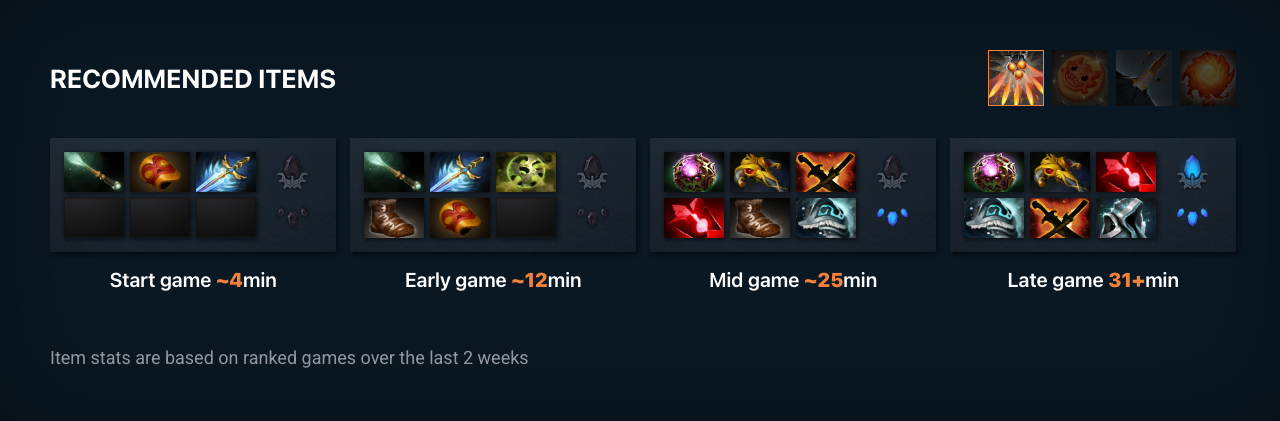 RECOMMENDED ITEMS
Start game ~4min
Early game ~12min
Mid game ~25min
Late game 31+min
Item stats are based on ranked games over the last 2 weeks